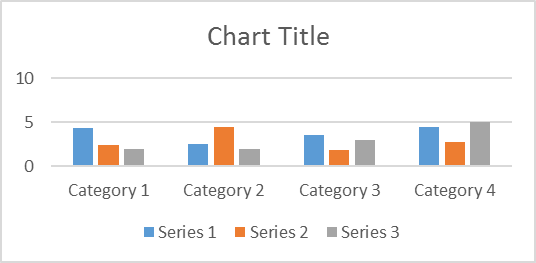 Chart Title
10
5
0
Category 1 Category 2 Category 3 Category 4
Series 1 Series 2 Series 3